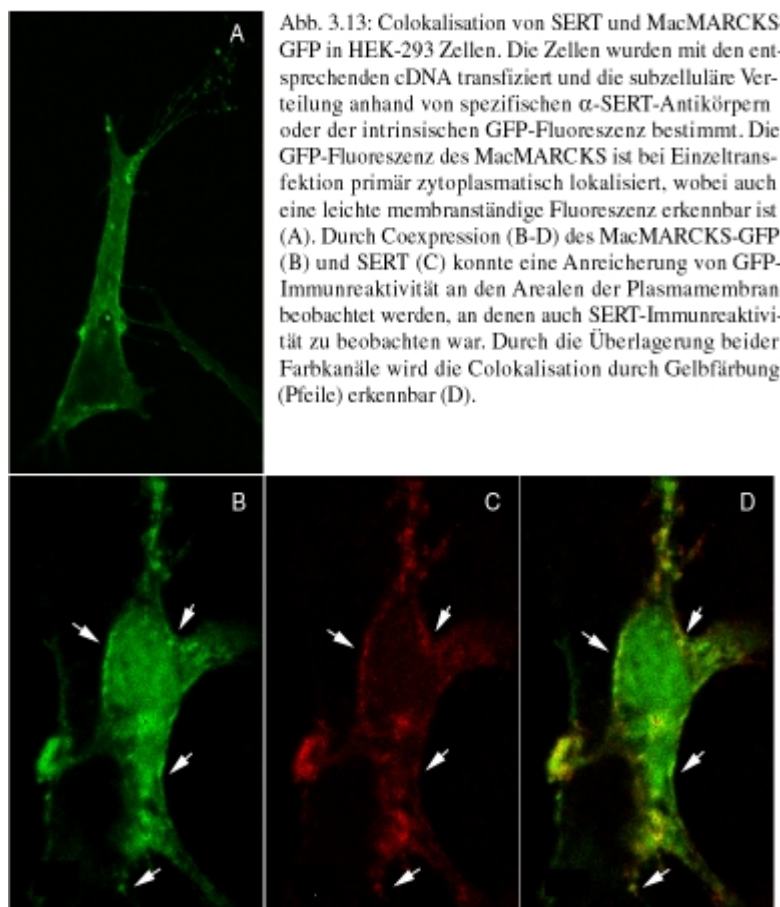 A
Abb. 3.13: Colokalisation von SERT und MacMARCKS
GFP in HEK-293 Zellen. Die Zellen wurden mit den ent-
sprechenden cDNA transfiziert und die subzelluläre Ver-
teilung anhand von spezifischen α-SERT-Antikörpern
oder der intrinsischen GFP-Fluoreszenz bestimmt. Die
GFP-Fluoreszenz des MacMARCKS ist bei Einzeltrans-
fektion primär zytoplasmatisch lokalisiert, wobei auch
eine leichte membranständige Fluoreszenz erkennbar ist
(A). Durch Coexpression (B-D) des MacMARCKS-GFP
(B) und SERT (C) konnte eine Anreicherung von GFP-
Immunreaktivität an den Arealen der Plasmamembran
beobachtet werden, an denen auch SERT-Immunreaktivi-
tät zu beobachten war. Durch die Überlagerung beider
Farbkanäle wird die Colokalisation durch Gelbfärbung
(Pfeile) erkennbar (D).
B
C
D